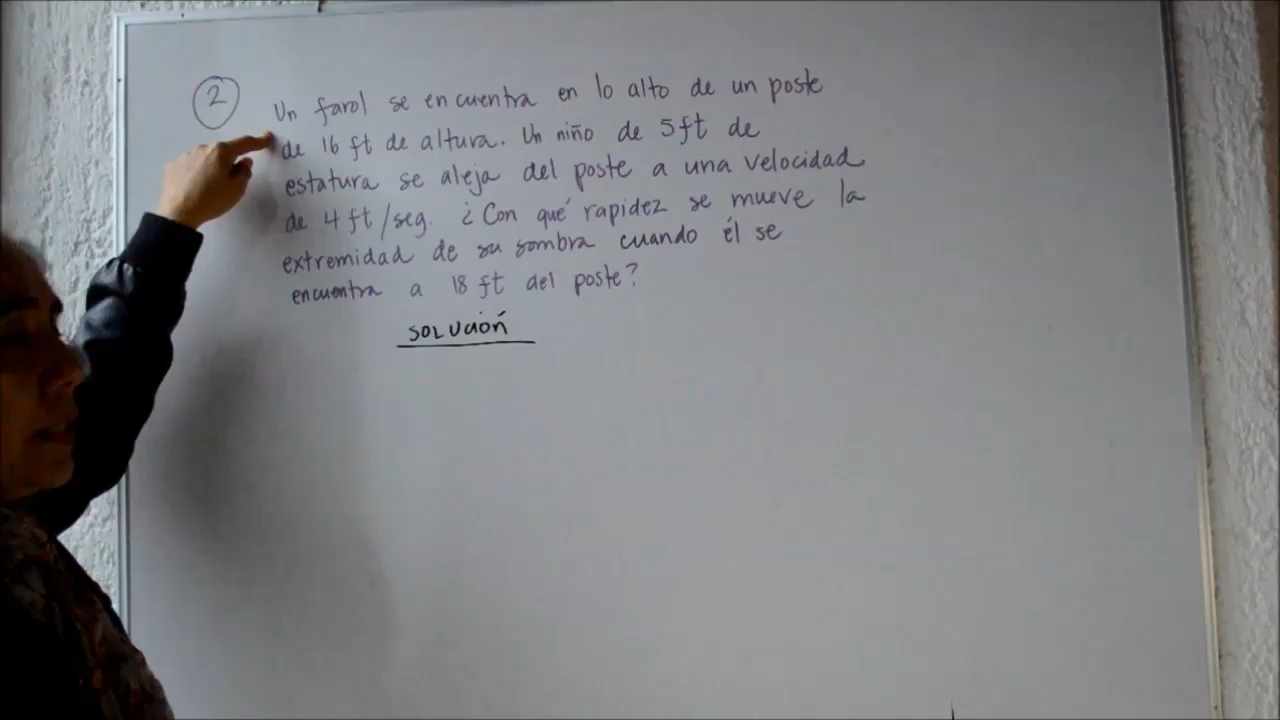 2 Un farol se encuentra en lo alto de un poste
de 16 ft de altura. Un niño de 5ft de
estatura se aleja del poste a una velocidad
de 4 ft/seg. ¿Con qué rapidez se mueve la
extremidad de su sombra cuando él se
encuentra a 18 ft del poste?
SOLUCIÓN